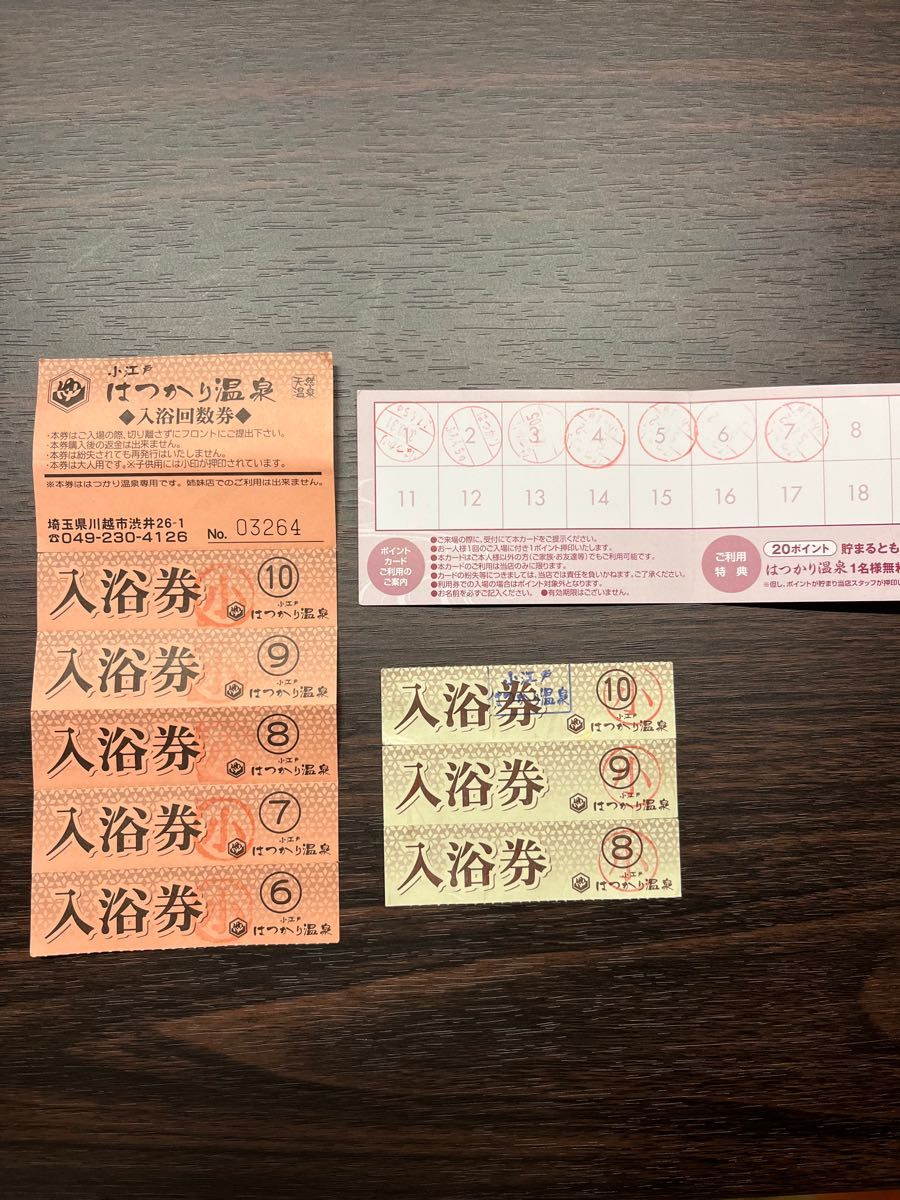 小江戸
はつかり温泉
天然温泉
◆入浴回数券◆
・本券はご入場の際、切り離さずにフロントにご提出下さい。
・本券購入後の返金は出来ません。
・本券は紛失されても再発行はいたしません。
・本券は大人用です。※子供用には小印が押印されています。
※本券ははつかり温泉専用です。姉妹店でのご利用は出来ません。
埼玉県川越市渋井26-1
☎049-230-4126 No. 03264
入浴券 小 ⑩
小江戸
はつかり温泉
入浴券 小 ⑨
小江戸
はつかり温泉
入浴券 ⑧
小江戸
はつかり温泉
入浴券 小 ⑦
小江戸
はつかり温泉
入浴券 小 ⑥
小江戸
はつかり温泉
1 2 3 4 5 6 7 8
11 12 13 14 15 16 17 18
ポイント
カード
ご利用の
ご案内
●ご来場の際に、受付にて本カードをご提示ください。
●お一人様1回のご入場に付き1ポイント押印いたします。
●本カードはご本人様以外の方(ご家族・お友達等)でもご利用可能です。
●本カードのご利用は当店のみに限ります。
●カードの紛失等につきましては、当店では責任を負いかねます。ご了承ください。
●利用券での入場の場合はポイント対象外となります。
●お名前を必ずご記入ください。 ●有効期限はございません。
ご利用
特典
20ポイント 貯まると
はつかり温泉1名様無料
※但し、ポイントが貯まり当店スタッフが押印
入浴券 小江戸 はつかり温泉 ⑩ 小
小江戸
はつかり温泉
入浴券 ⑨ 小
小江戸
はつかり温泉
入浴券 ⑧ 小
小江戸
はつかり温泉